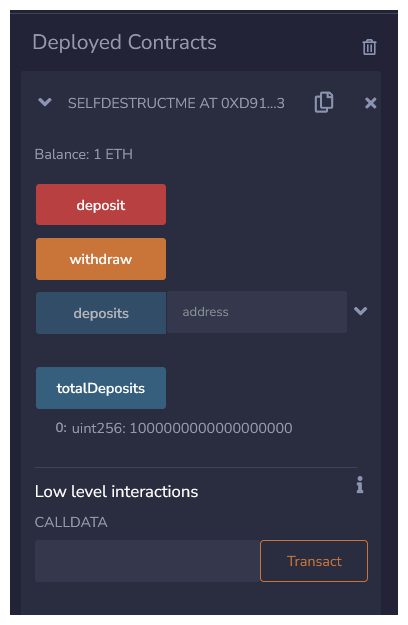 Deployed Contracts
SELFDESTRUCTME AT 0XD91...3
Balance: 1 ETH
deposit
withdraw
deposits address
totalDeposits
0: uint256: 1000000000000000000
Low level interactions
CALLDATA
Transact